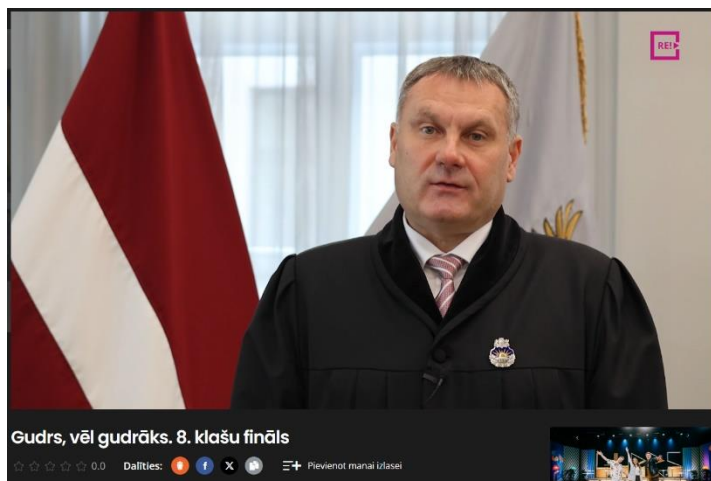 RE!
Gudrs, vēl gudrāks. 8. klašu fināls
0.0 Dalīties: Pievienot manai izlasei